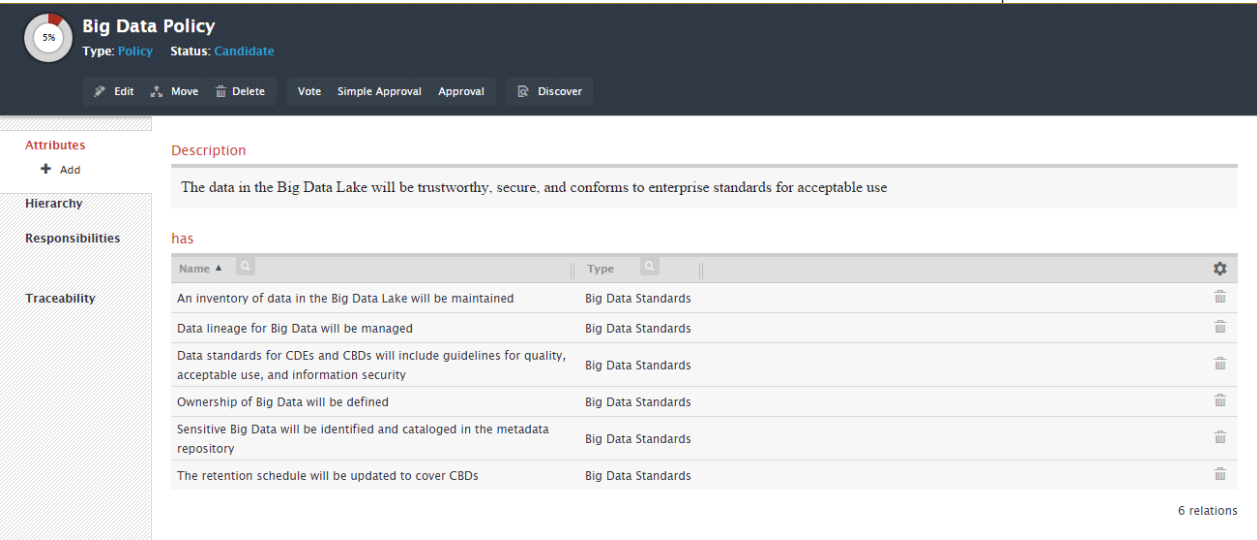 5%
Big Data Policy
Type: Policy Status: Candidate
Edit Move Delete Vote Simple Approval Approval Discover
Attributes
Add
Hierarchy
Responsibilities
Traceability
Description
The data in the Big Data Lake will be trustworthy, secure, and conforms to enterprise standards for acceptable use
has
Name Type
An inventory of data in the Big Data Lake will be maintained Big Data Standards
Data lineage for Big Data will be managed Big Data Standards
Data standards for CDEs and CBDs will include guidelines for quality,
acceptable use, and information security Big Data Standards
Ownership of Big Data will be defined Big Data Standards
Sensitive Big Data will be identified and cataloged in the metadata
repository Big Data Standards
The retention schedule will be updated to cover CBDs Big Data Standards
6 relations